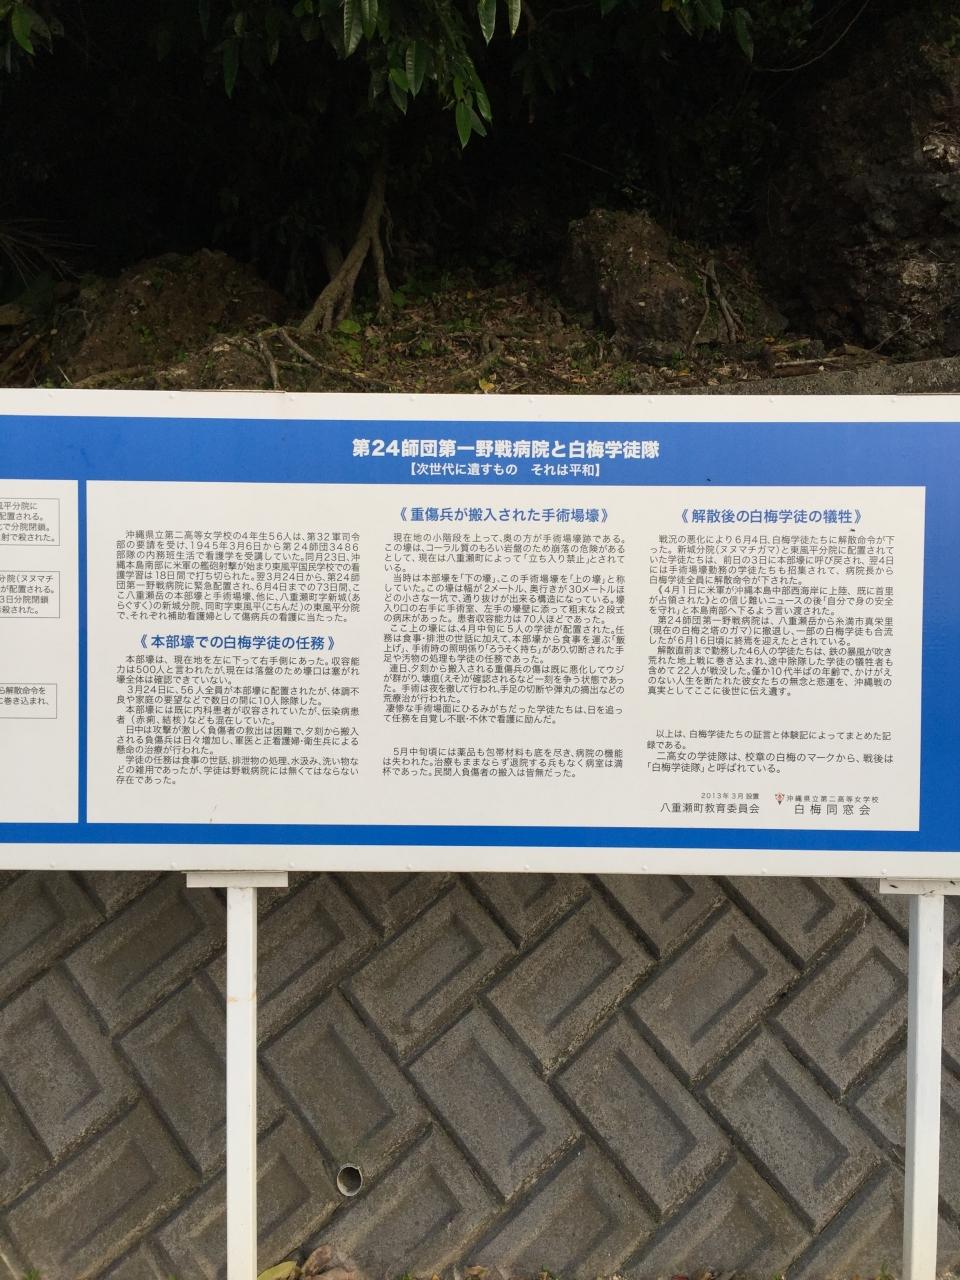 第24師団第一野戦病院と白梅学徒隊
【次世代に遺すもの　それは平和】
風平分院に
配置される。
化で分院閉鎖。
射で殺された。
分院(ヌヌマチ
が配置される。
3日分院閉鎖
殺された。
ら解散命令を
に巻き込まれ、
沖縄県立第二高等女学校の4年生56人は、第32軍司令
部の要請を受け、1945年3月6日から第24師団3486
部隊の内務班生活で看護学を受講していた。同月23日、沖
縄本島南部に米軍の艦砲射撃が始まり東風平国民学校での看
護学習は18日間で打ち切られた。翌3月24日から、第24師
団第一野戦病院に緊急配置され、6月4日までの73日間、こ
こ八重瀬岳の本部壕と手術場壕、他に、八重瀬町字新城(あ
らぐすく)の新城分院、同町字東風平(こちんだ)の東風平分院
で、それぞれ補助看護婦として傷病兵の看護に当たった。
《 本部壕での白梅学徒の任務 》
本部壕は、現在地を左に下って右手側にあった。収容能
力は500人と言われたが、現在は落盤のため壕口は塞がれ
壕全体は確認できていない。
3月24日に、56人全員が本部壕に配置されたが、体調不
良や家庭の要望などで数日の間に10人除隊した。
本部壕には既に内科患者が収容されていたが、伝染病患
者（赤痢、結核）なども混在していた。
日中は攻撃が激しく負傷者の救出は困難で、夕刻から搬入
される負傷兵は日々増加し、軍医と正看護婦・衛生兵による
懸命の治療が行われた。
学徒の任務は食事の世話、排泄物の処理、水汲み、洗い物な
どの雑用であったが、学徒は野戦病院には無くてはならない
存在であった。
《 重傷兵が搬入された手術場壕 》
現在地の小階段を上って、奥の方が手術場壕跡である。
この壕は、コーラル質のもろい岩盤のため崩落の危険がある
として、現在は八重瀬町によって「立ち入り禁止」とされて
いる。
当時は本部壕を「下の壕」、この手術場壕を「上の壕」と称
していた。この壕は幅が2メートル、奥行きが30メートルほ
どの小さな一坑で、通り抜けが出来る構造になっている。壕
入り口の右手に手術室、左手の壕壁に添って粗末な2段式
の病床があった。患者収容能力は70人ほどであった。
ここ上の壕には、4月中旬に5人の学徒が配置された。任
務は食事・排泄の世話に加えて、本部壕から食事を運ぶ「飯
上げ」、手術時の照明係り「ろうそく持ち」があり、切断された手
足や汚物の処理も学徒の任務であった。
連日、夕刻から搬入される重傷兵の傷は既に悪化してウジ
が群がり、壊疽(えそ)が確認されるなど一刻を争う状態であっ
た。手術は夜を徹して行われ、手足の切断や弾丸の摘出などの
荒療治が行われた。
凄惨な手術場面にひるみがちだった学徒たちは、日を追っ
て任務を自覚し不眠・不休で看護に励んだ。
5月中旬頃には薬品も包帯材料も底を尽き、病院の機能
は失われた。治療もままならず退院する兵もなく病室は満
杯であった。民間人負傷者の搬入は皆無だった。
《 解散後の白梅学徒の犠牲 》
戦況の悪化により6月4日、白梅学徒たちに解散命令が下
った。新城分院(ヌヌマチガマ)と東風平分院に配置されて
いた学徒たちは、前日の3日に本部壕に呼び戻され、翌4日
には手術場壕勤務の学徒たちも招集されて、病院長から
白梅学徒全員に解散命令が下された。
《4月1日に米軍が沖縄本島中部西海岸に上陸、既に首里
が占領された》との信じ難いニュースの後「自分で身の安全
を守れ」と本島南部へ下るよう言い渡された。
第24師団第一野戦病院は、八重瀬岳から糸満市真栄里
(現在の白梅之塔のガマ)に撤退し、一部の白梅学徒も合流
したが6月16日頃に終焉を迎えたとされている。
解散直前まで勤務した46人の学徒たちは、鉄の暴風が吹き
荒れた地上戦に巻き込まれ、途中除隊した学徒の犠牲者も
含めて22人が戦没した。僅か10代半ばの年齢で、かけがえ
のない人生を断たれた彼女たちの無念と悲運を、沖縄戦の
真実としてここに後世に伝え遺す。
以上は、白梅学徒たちの証言と体験記によってまとめた記
録である。
二高女の学徒隊は、校章の白梅のマークから、戦後は
「白梅学徒隊」と呼ばれている。
2013年3月設置
八重瀬町教育委員会
沖縄県立第二高等女学校
白梅同窓会